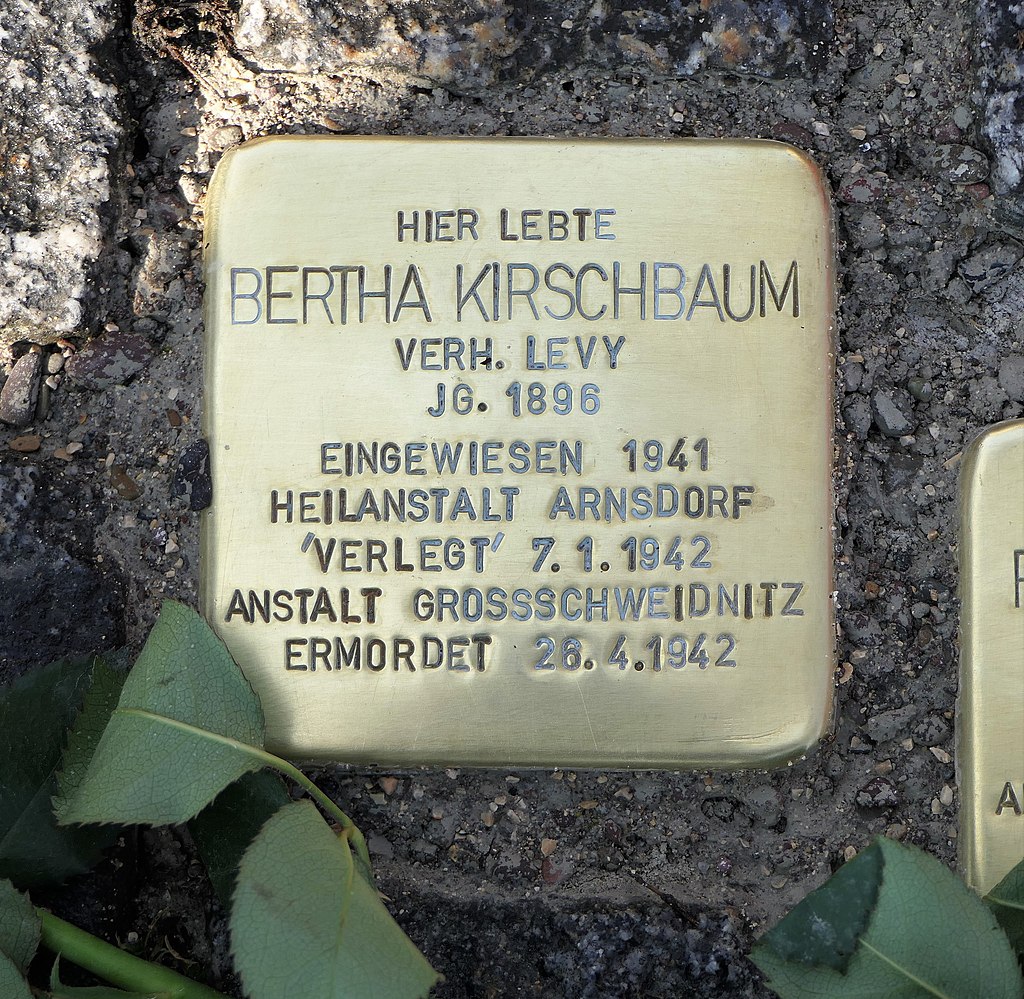 HIER LEBTE
BERTHA KIRSCHBAUM
VERH. LEVY
JG. 1896
EINGEWIESEN 1941
HEILANSTALT ARNSDORF
'VERLEGT' 7.1.1942
ANSTALT GROSSSCHWEIDNITZ
ERMORDET 28.4.1942